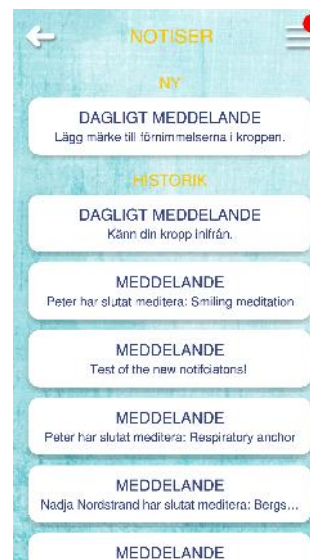 NOTISER
NY
DAGLIGT MEDDELANDE
Lägg märke till förnimmelserna i kroppen.
HISTORIK
DAGLIGT MEDDELANDE
Känn din kropp inifrån.
MEDDELANDE
Peter har slutat meditera: Smiling meditation
MEDDELANDE
Test of the new notifciatons!
MEDDELANDE
Peter har slutat meditera: Respiratory anchor
MEDDELANDE
Nadja Nordstrand har slutat meditera: Bergs...
MEDDELANDE